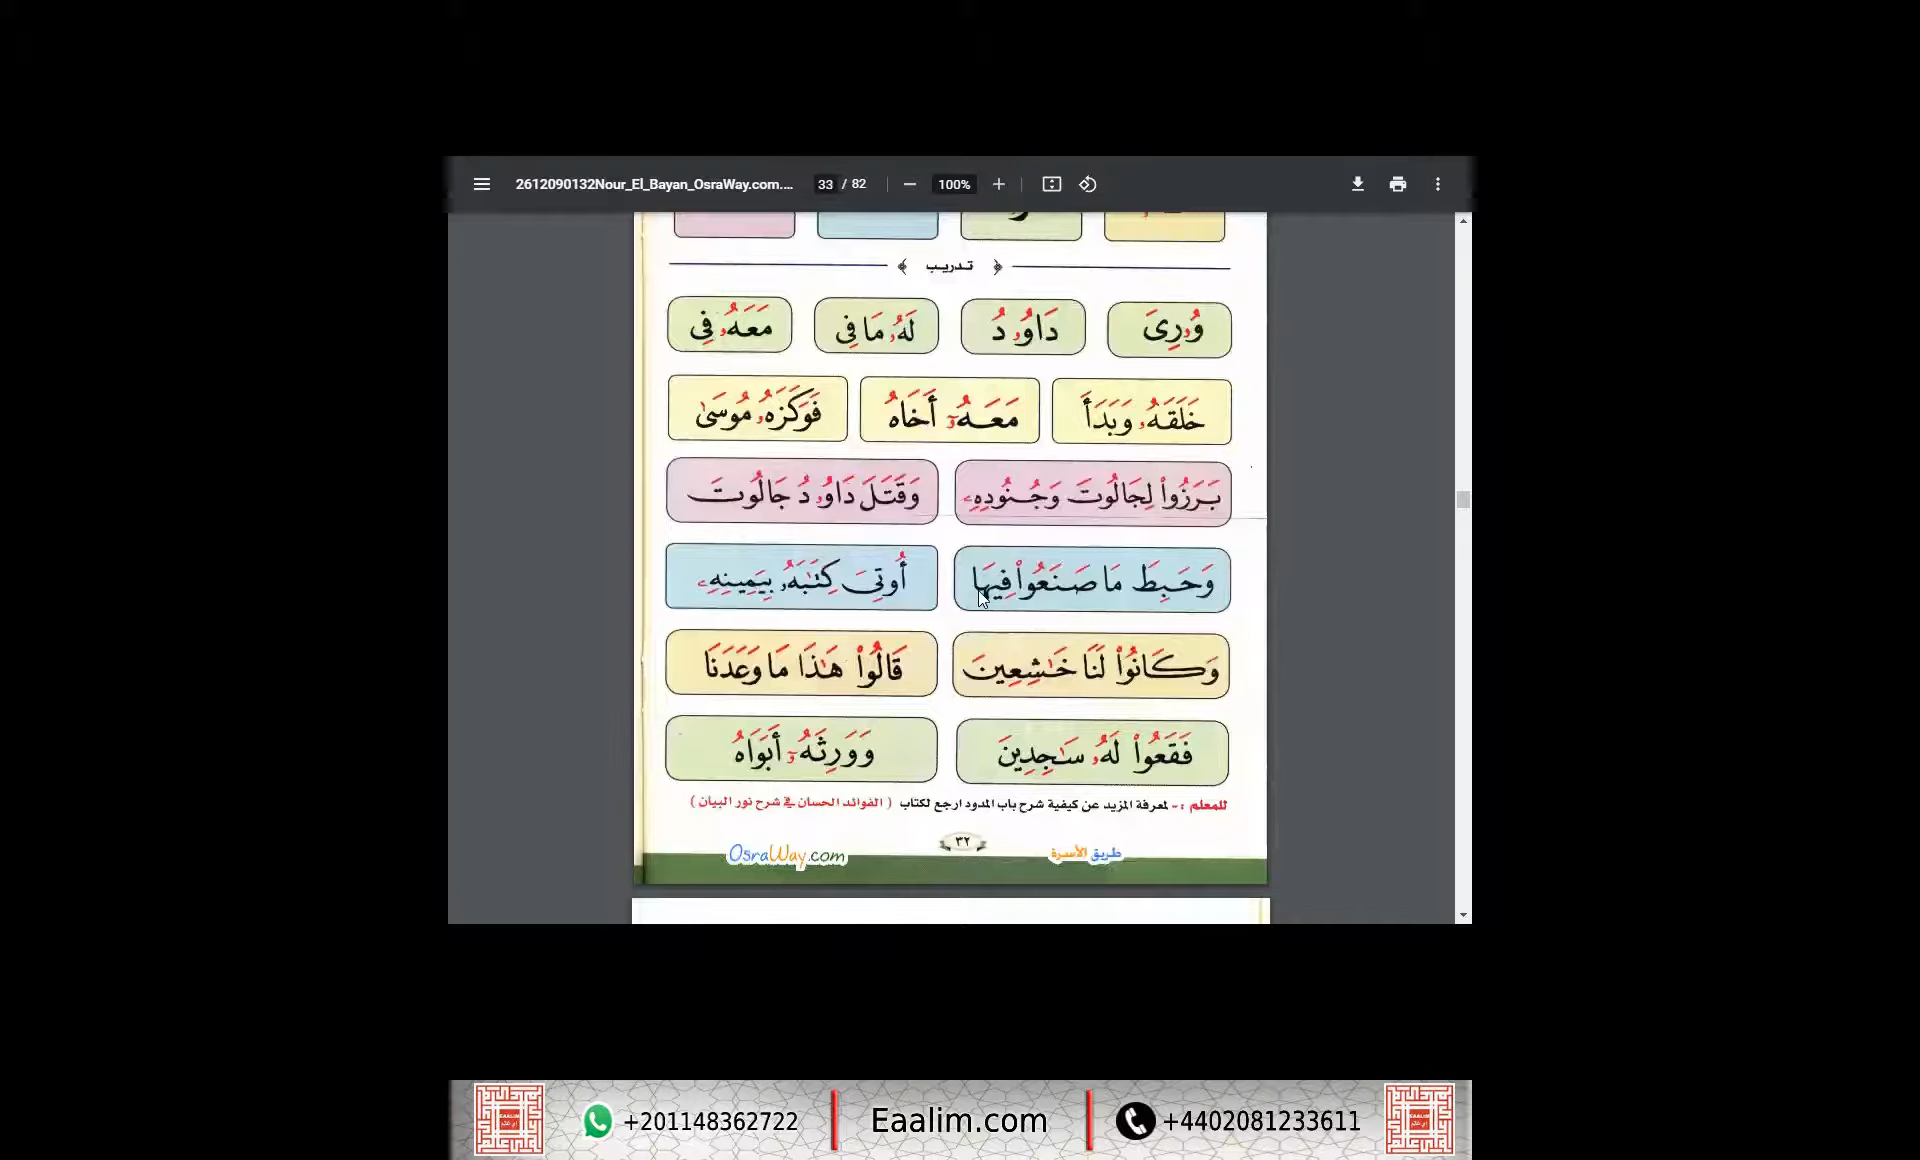 2612090132Nour_El_Bayan_OsraWay.com.... 33 / 82 100%
تدريب
وُۥرِىَ دَاوُۥدُ لَهُۥ مَا فِى مَعَهُۥ فِى
خَلَقَهُۥ وَبَدَأَ مَعَهُۥٓ أَخَاهُ فَوَكَزَهُۥ مُوسَىٰ
بَرَزُوا۟ لِجَالُوتَ وَجُنُودِهِۦ وَقَتَلَ دَاوُۥدُ جَالُوتَ
وَحَبِطَ مَا صَنَعُوا۟ فِيهَا أُوتِىَ كِتَٰبَهُۥ بِيَمِينِهِۦ
وَكَانُوا۟ لَنَا خَٰشِعِينَ قَالُوا۟ هَٰذَا مَا وَعَدَنَا
فَقَعُوا۟ لَهُۥ سَٰجِدِينَ وَوَرِثَهُۥٓ أَبَوَاهُ
للمعلم :- لمعرفة المزيد عن كيفية شرح باب المدود ارجع لكتاب ( الفوائد الحسان في شرح نور البيان )
٣٢
طريق الأسرة OsraWay.com
+201148362722 Eaalim.com +4402081233611